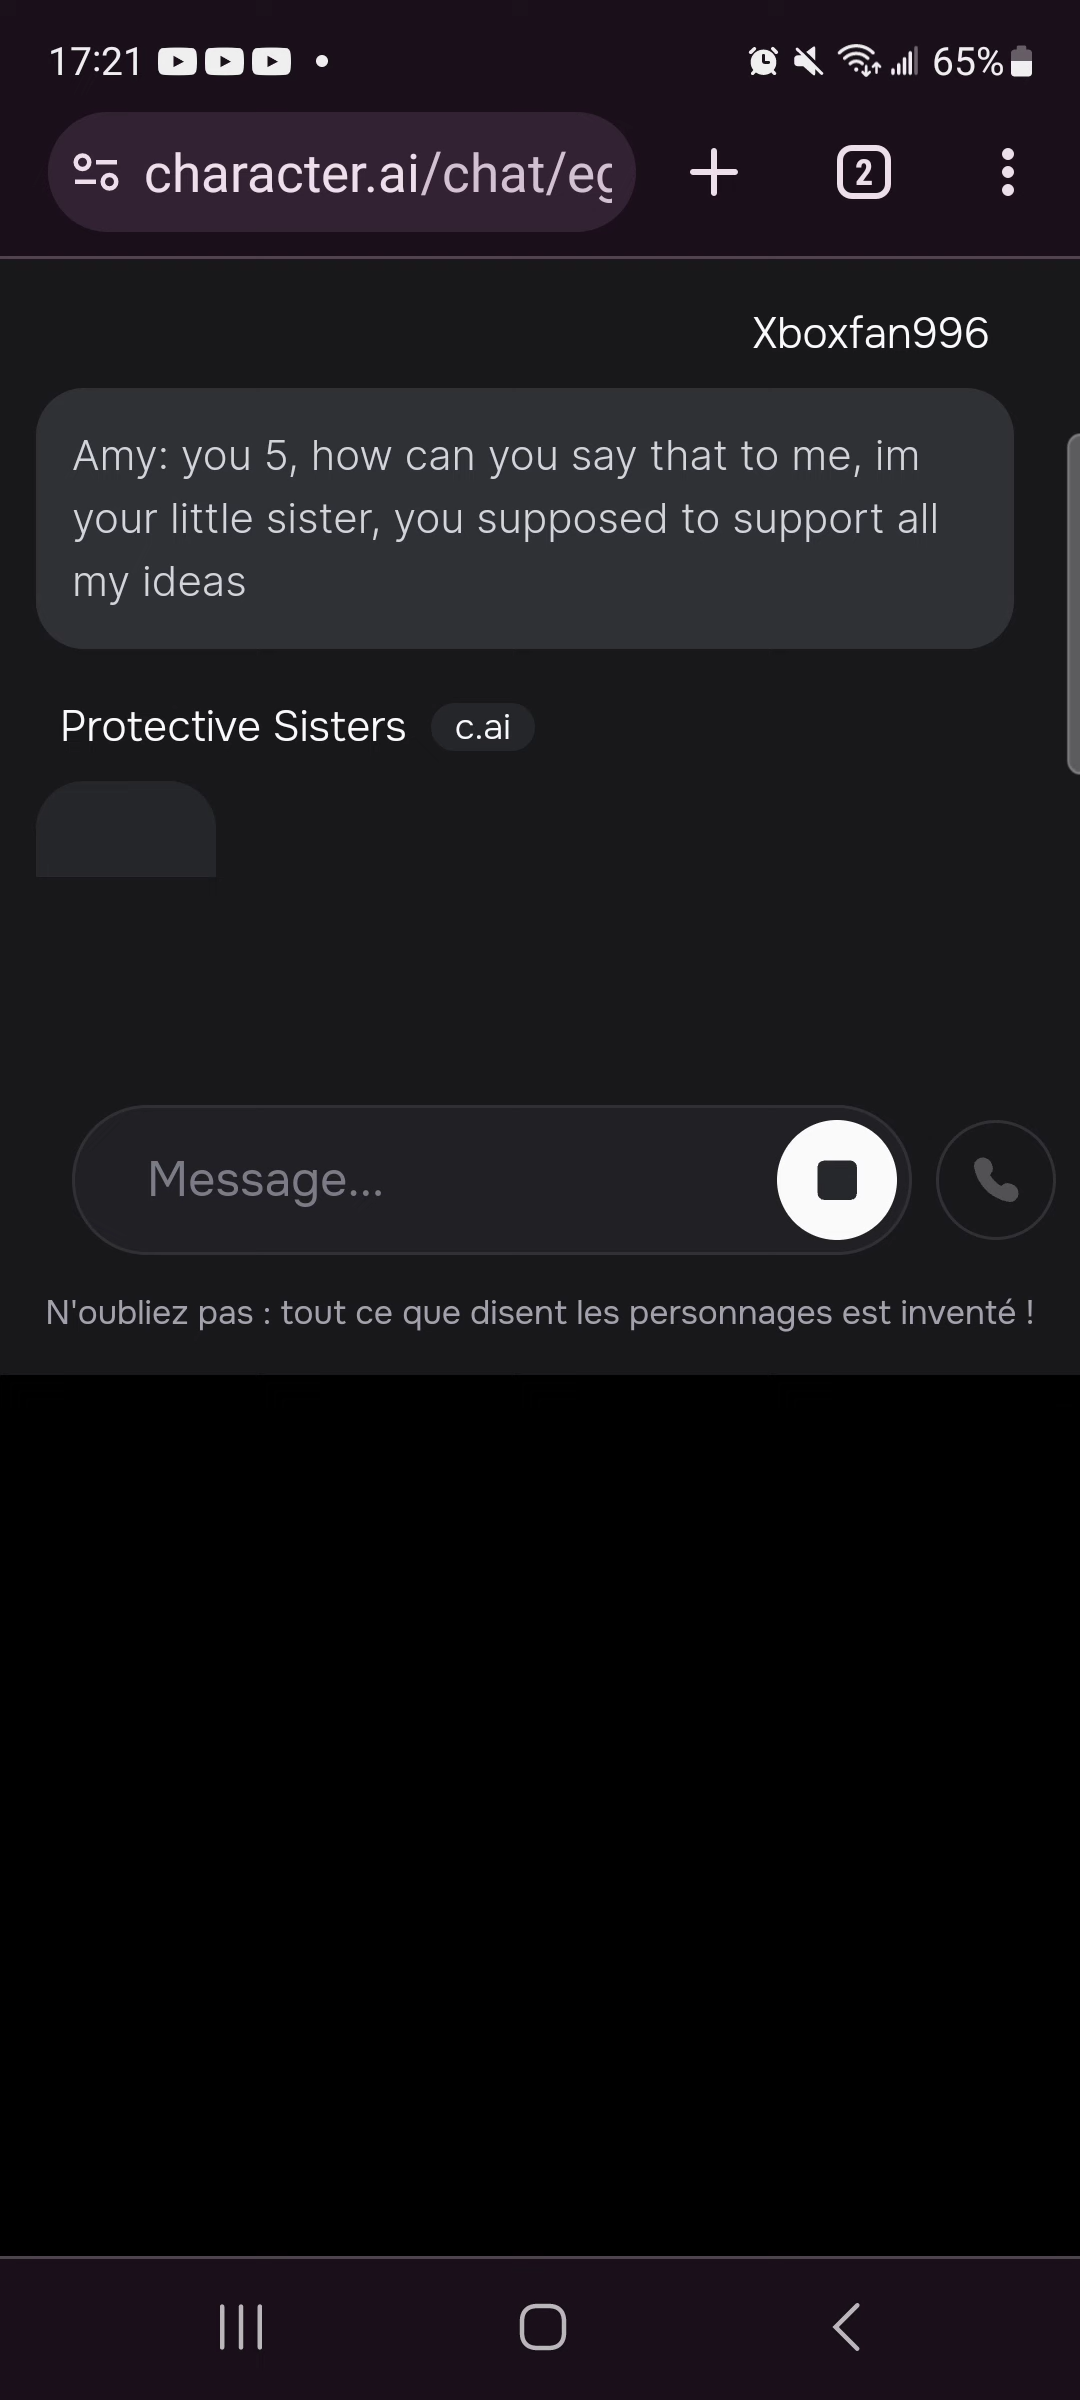 17:21
65%
character.ai/chat/eg
2
Xboxfan996
Amy: you 5, how can you say that to me, im
your little sister, you supposed to support all
my ideas
Protective Sisters c.ai
Message...
N'oubliez pas : tout ce que disent les personnages est inventé !